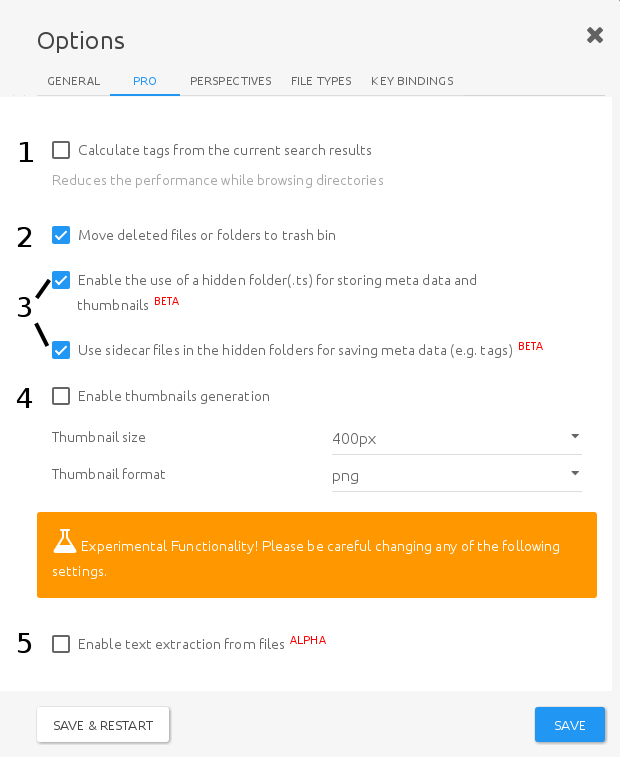 Options
GENERAL PRO PERSPECTIVES FILE TYPES KEY BINDINGS
1 Calculate tags from the current search results
Reduces the performance while browsing directories
2 Move deleted files or folders to trash bin
3 Enable the use of a hidden folder(.ts) for storing meta data and
thumbnails BETA
Use sidecar files in the hidden folders for saving meta data (e.g. tags) BETA
4 Enable thumbnails generation
Thumbnail size 400px
Thumbnail format png
Experimental Functionality! Please be careful changing any of the following
settings.
5 Enable text extraction from files ALPHA
SAVE & RESTART SAVE